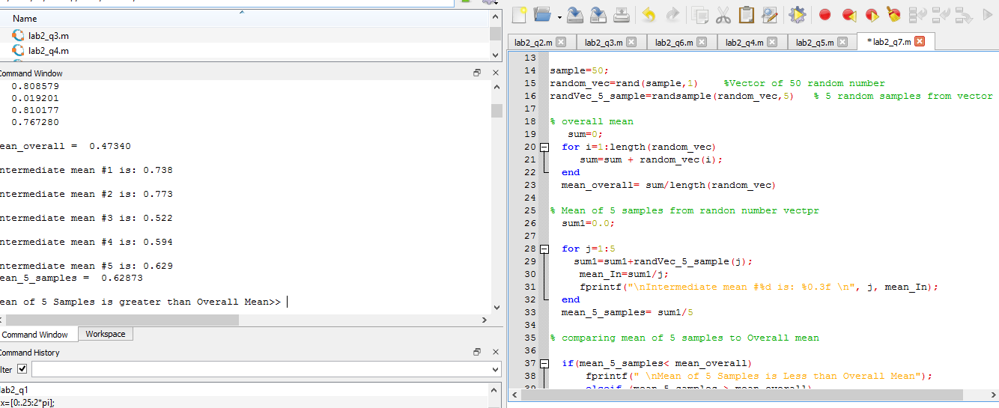 Name
lab2_q3.m
lab2_q4.m
Command Window
0.808579
0.019201
0.810177
0.767280
ean_overall =  0.47340
ntermediate mean #1 is: 0.738
ntermediate mean #2 is: 0.773
ntermediate mean #3 is: 0.522
ntermediate mean #4 is: 0.594
ntermediate mean #5 is: 0.629
ean_5_samples =  0.62873
ean of 5 Samples is greater than Overall Mean>>
Command Window Workspace
Command History
lter
lab2_q1
x=[0:.25:2*pi];
lab2_q2.m lab2_q3.m lab2_q6.m lab2_q4.m lab2_q5.m *lab2_q7.m
13
14 sample=50;
15 random_vec=rand(sample,1)    %Vector of 50 random number
16 randVec_5_sample=randsample(random_vec,5)   % 5 random samples from vector
17
18 % overall mean
19    sum=0;
20   for i=1:length(random_vec)
21      sum=sum + random_vec(i);
22   end
23   mean_overall= sum/length(random_vec)
24
25 % Mean of 5 samples from randon number vectpr
26   sum1=0.0;
27
28   for j=1:5
29     sum1=sum1+randVec_5_sample(j);
30      mean_In=sum1/j;
31      fprintf("\nIntermediate mean #%d is: %0.3f \n", j, mean_In);
32   end
33   mean_5_samples= sum1/5
34
35 % comparing mean of 5 samples to Overall mean
36
37   if(mean_5_samples< mean_overall)
38       fprintf(" \nMean of 5 Samples is Less than Overall Mean");
39       elseif (mean_5_samples > mean_overall)